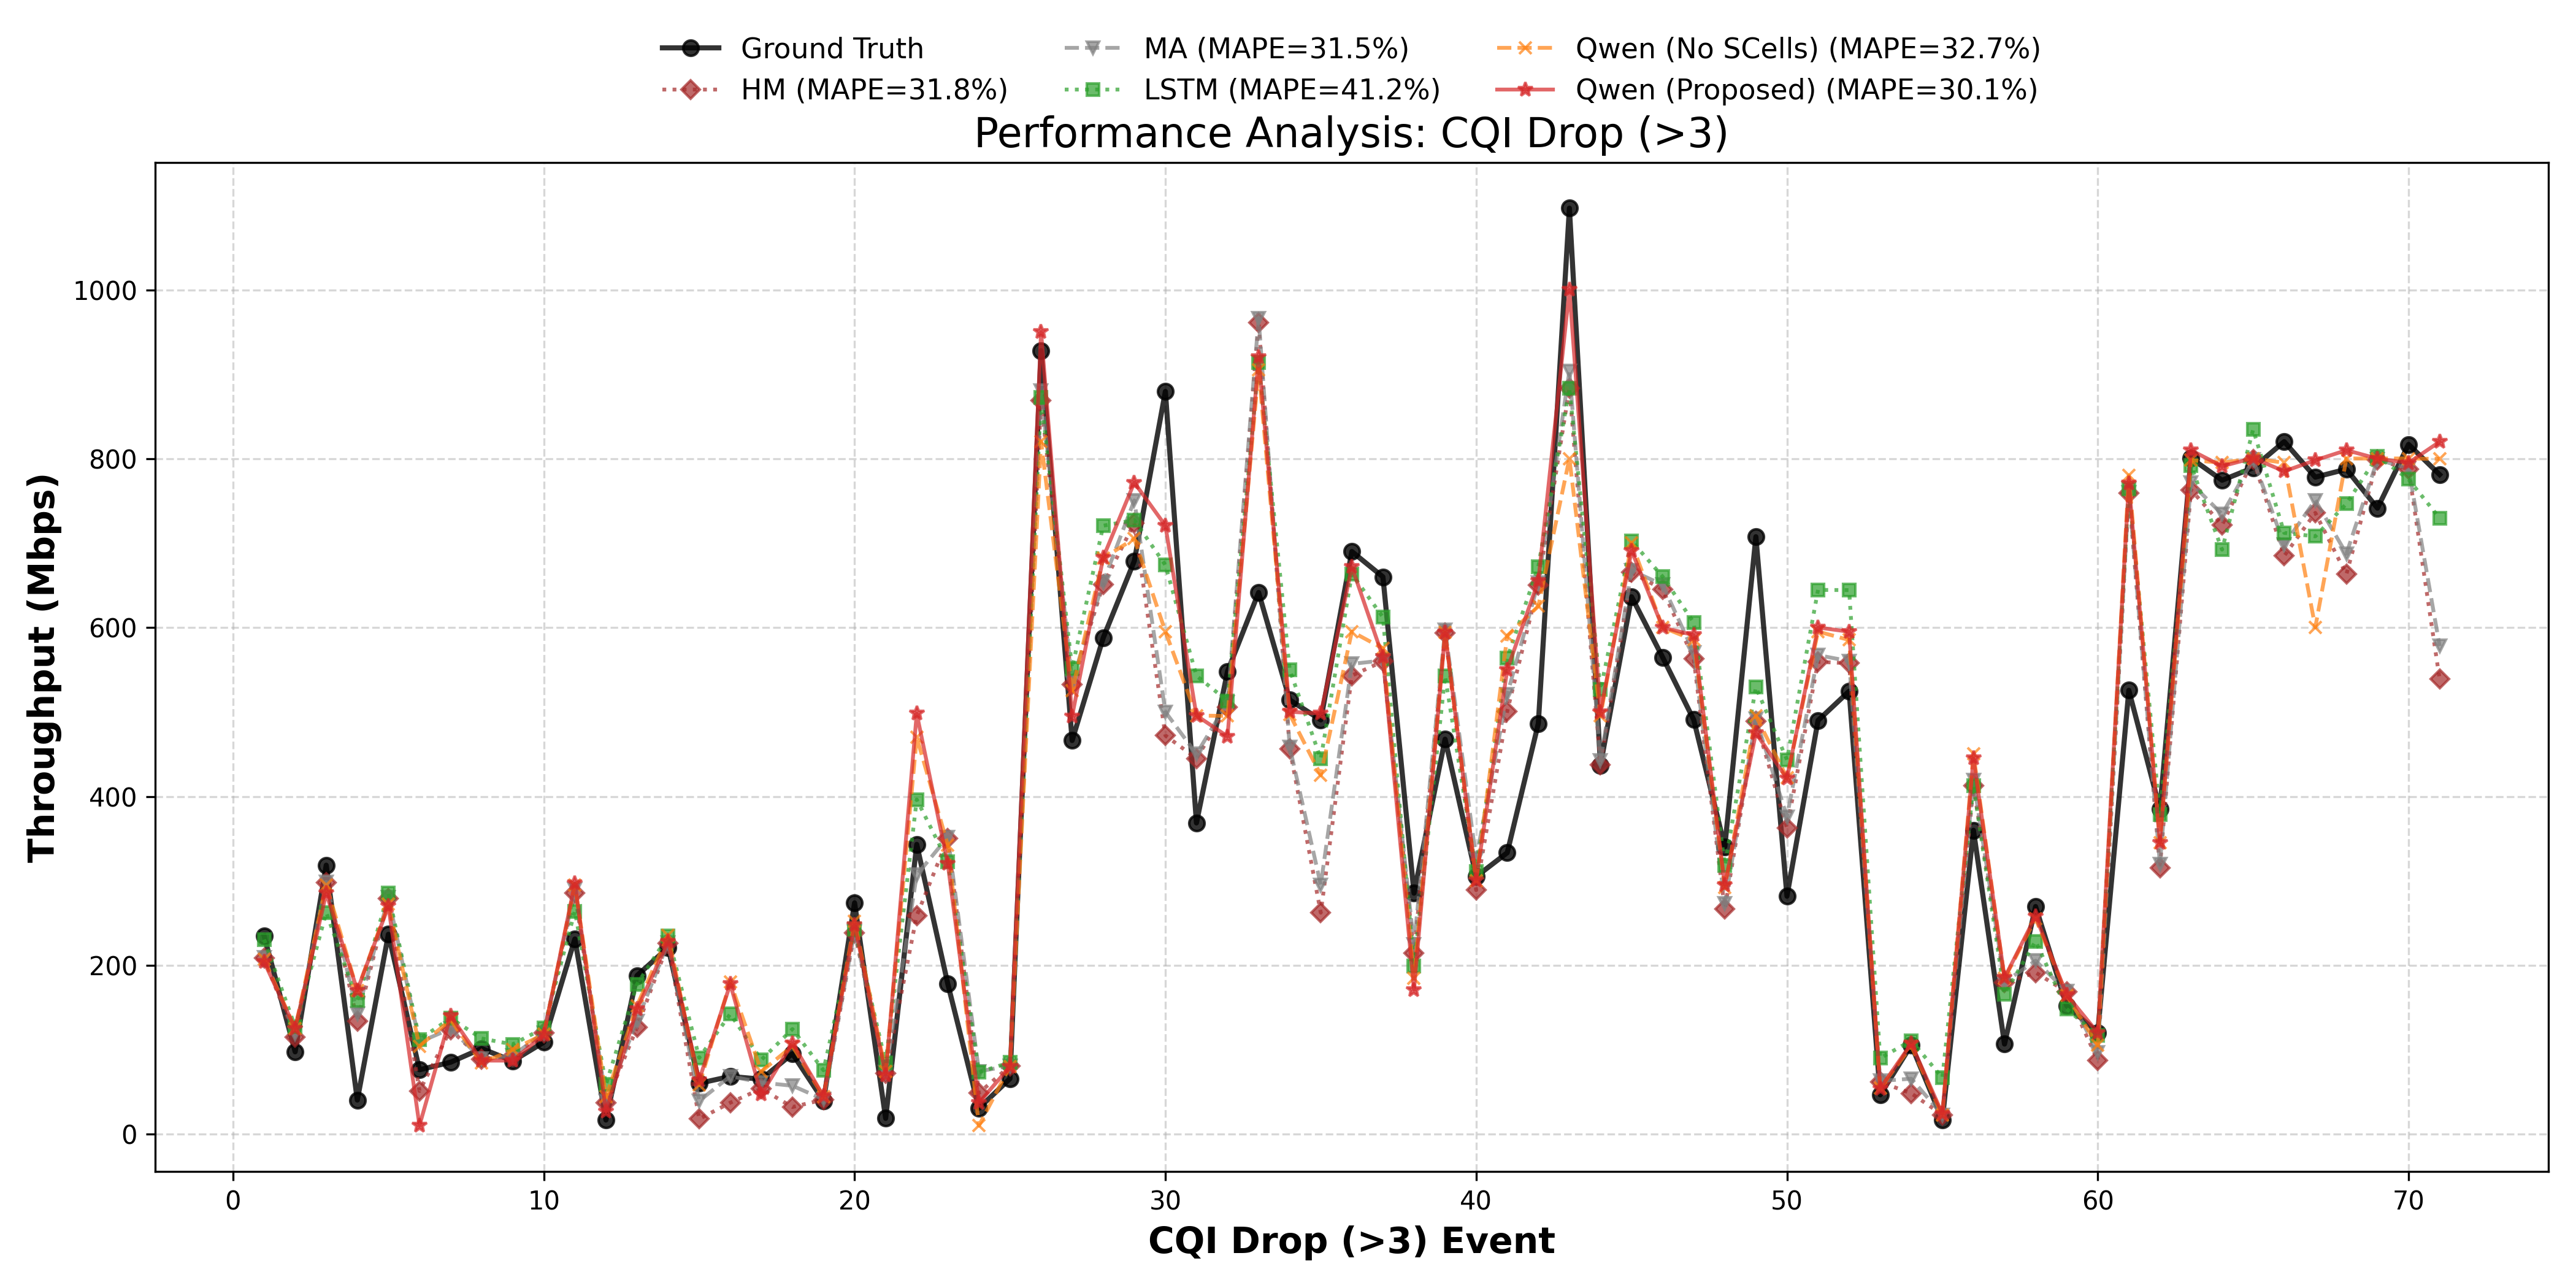 Ground Truth
HM (MAPE=31.8%)
MA (MAPE=31.5%)
LSTM (MAPE=41.2%)
Qwen (No SCells) (MAPE=32.7%)
Qwen (Proposed) (MAPE=30.1%)
Performance Analysis: CQI Drop (>3)
Throughput (Mbps)
1000
800
600
400
200
0
0 10 20 30 40 50 60 70
CQI Drop (>3) Event